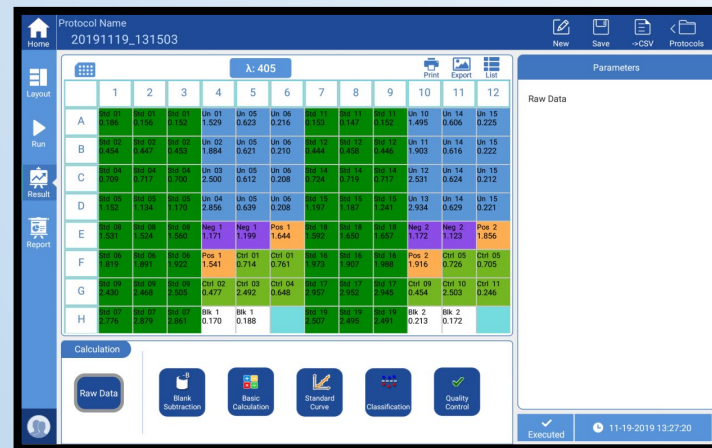 Protocol Name
20191119_131503
Home
New
Save
->CSV
Protocols
Layout
Run
Result
Report
λ: 405
Print
Export
List
1 2 3 4 5 6 7 8 9 10 11 12
A
Std 01 Std 01 Std 01 Un 01 Un 05 Un 06 Std 11 Std 11 Std 11 Un 10 Un 14 Un 15
0.186 0.156 0.152 1.529 0.623 0.216 0.153 0.147 0.152 1.495 0.606 0.225
B
Std 02 Std 02 Std 02 Un 02 Un 05 Un 06 Std 12 Std 12 Std 12 Un 11 Un 14 Un 15
0.454 0.447 0.453 1.884 0.621 0.210 0.444 0.458 0.446 1.903 0.616 0.222
C
Std 04 Std 04 Std 04 Un 03 Un 05 Un 06 Std 14 Std 14 Std 14 Un 12 Un 14 Un 15
0.709 0.717 0.700 2.500 0.612 0.208 0.724 0.719 0.717 2.531 0.624 0.212
D
Std 05 Std 05 Std 05 Un 04 Un 05 Un 06 Std 15 Std 15 Std 15 Un 13 Un 14 Un 15
1.152 1.134 1.170 2.856 0.639 0.208 1.197 1.187 1.241 2.934 0.629 0.221
E
Std 08 Std 08 Std 08 Neg 1 Neg 1 Pos 1 Std 18 Std 18 Std 18 Neg 2 Neg 2 Pos 2
1.531 1.524 1.560 1.171 1.199 1.644 1.592 1.650 1.657 1.172 1.123 1.856
F
Std 06 Std 06 Std 06 Pos 1 Ctrl 01 Ctrl 01 Std 16 Std 16 Std 16 Pos 2 Ctrl 05 Ctrl 05
1.819 1.891 1.922 1.541 0.714 0.761 1.973 1.907 1.988 1.916 0.726 0.705
G
Std 09 Std 09 Std 09 Ctrl 02 Ctrl 03 Ctrl 04 Std 17 Std 17 Std 17 Ctrl 09 Ctrl 10 Ctrl 11
2.430 2.468 2.505 0.477 2.492 0.648 2.957 2.952 2.945 0.454 2.503 0.246
H
Std 07 Std 07 Std 07 Blk 1 Blk 1 Std 19 Std 19 Std 19 Blk 2 Blk 2
2.776 2.879 2.861 0.170 0.188 2.507 2.495 2.491 0.213 0.172
Calculation
Raw Data
-B
Blank
Subtraction
Basic
Calculation
Standard
Curve
Classification
Quality
Control
Parameters
Raw Data
Executed
11-19-2019 13:27:20